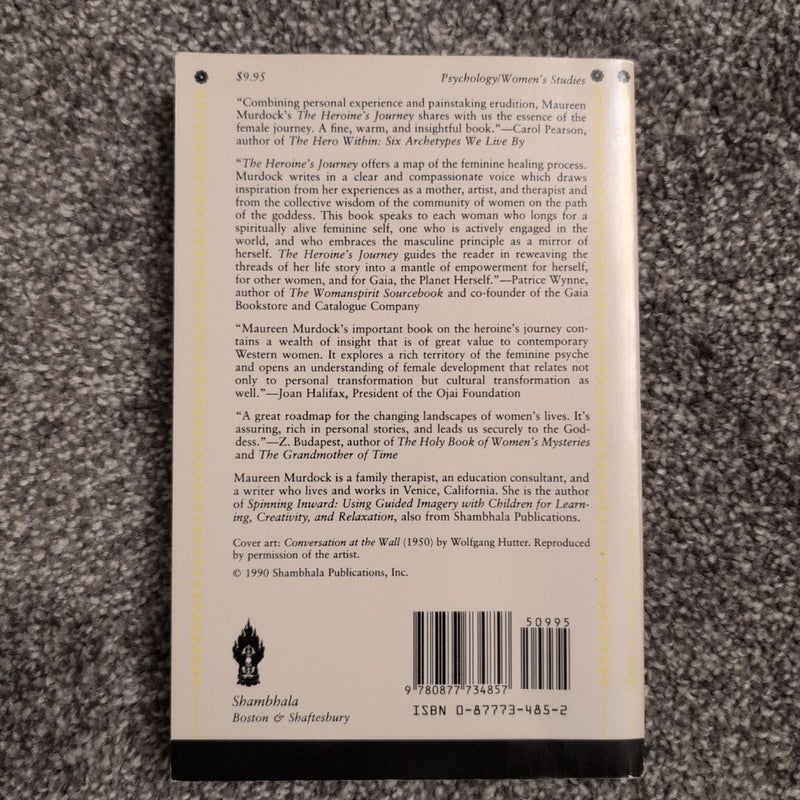 $9.95 Psychology/Women's Studies
"Combining personal experience and painstaking erudition, Maureen
Murdock's The Heroine's Journey shares with us the essence of the
female journey. A fine, warm, and insightful book."—Carol Pearson,
author of The Hero Within: Six Archetypes We Live By
"The Heroine's Journey offers a map of the feminine healing process.
Murdock writes in a clear and compassionate voice which draws
inspiration from her experiences as a mother, artist, and therapist and
from the collective wisdom of the community of women on the path
of the goddess. This book speaks to each woman who longs for a
spiritually alive feminine self, one who is actively engaged in the
world, and who embraces the masculine principle as a mirror of
herself. The Heroine's Journey guides the reader in reweaving the
threads of her life story into a mantle of empowerment for herself,
for other women, and for Gaia, the Planet Herself."—Patrice Wynne,
author of The Womanspirit Sourcebook and co-founder of the Gaia
Bookstore and Catalogue Company
"Maureen Murdock's important book on the heroine's journey con-
tains a wealth of insight that is of great value to contemporary
Western women. It explores a rich territory of the feminine psyche
and opens an understanding of female development that relates not
only to personal transformation but cultural transformation as
well."—Joan Halifax, President of the Ojai Foundation
"A great roadmap for the changing landscapes of women's lives. It's
assuring, rich in personal stories, and leads us securely to the God-
dess."—Z. Budapest, author of The Holy Book of Women's Mysteries
and The Grandmother of Time
Maureen Murdock is a family therapist, an education consultant, and
a writer who lives and works in Venice, California. She is the author
of Spinning Inward: Using Guided Imagery with Children for Learn-
ing, Creativity, and Relaxation, also from Shambhala Publications.
Cover art: Conversation at the Wall (1950) by Wolfgang Hutter. Reproduced
by permission of the artist.
© 1990 Shambhala Publications, Inc.
50995
9 780877 734857
ISBN 0-87773-485-2
Shambhala
Boston & Shaftesbury